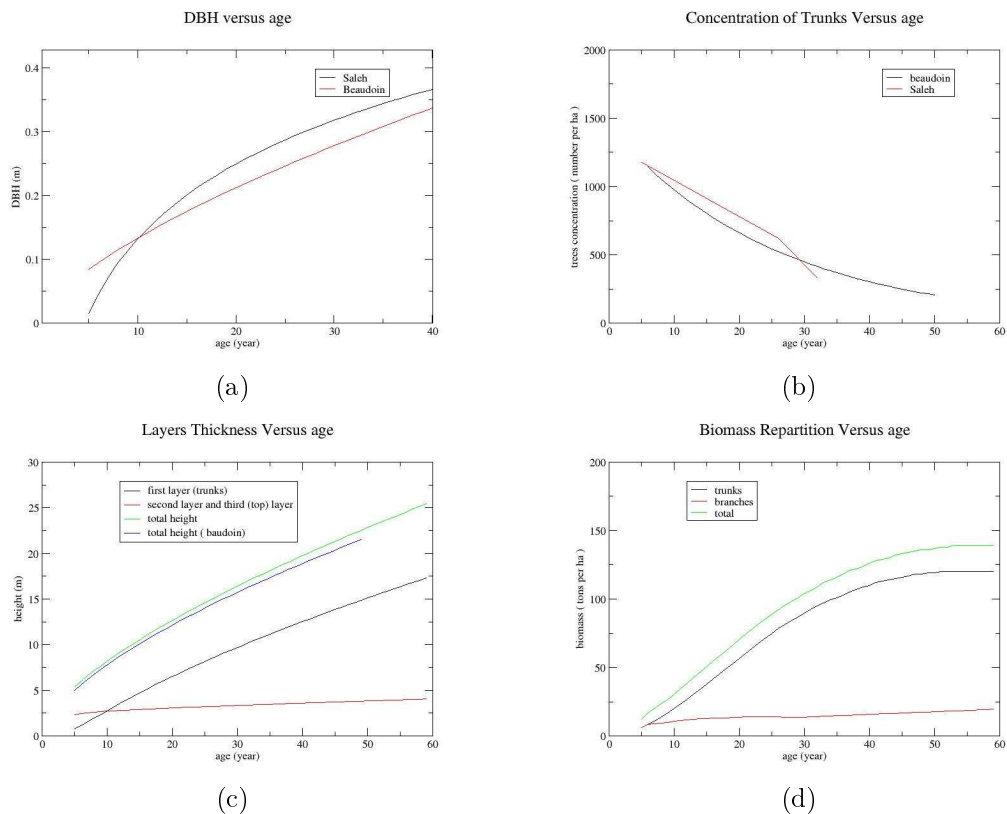 DBH versus age
0.4
0.3
0.2
0.1
0
DBH (m)
10
20
30
40
age (year)
Saleh
Beaudoin
(a)
Concentration of Trunks Versus age
2000
1500
1000
500
0
trees concentration ( number per ha )
0
10
20
30
40
50
60
age (year)
beaudoin
Saleh
(b)
Layers Thickness Versus age
30
25
20
15
10
5
0
height (m)
0
10
20
30
40
50
60
age (year)
first layer (trunks)
second layer and third (top) layer
total height
total height ( baudoin)
(c)
Biomass Repartition Versus age
200
150
100
50
0
biomass ( tons per ha )
0
10
20
30
40
50
60
age (year)
trunks
branches
total
(d)